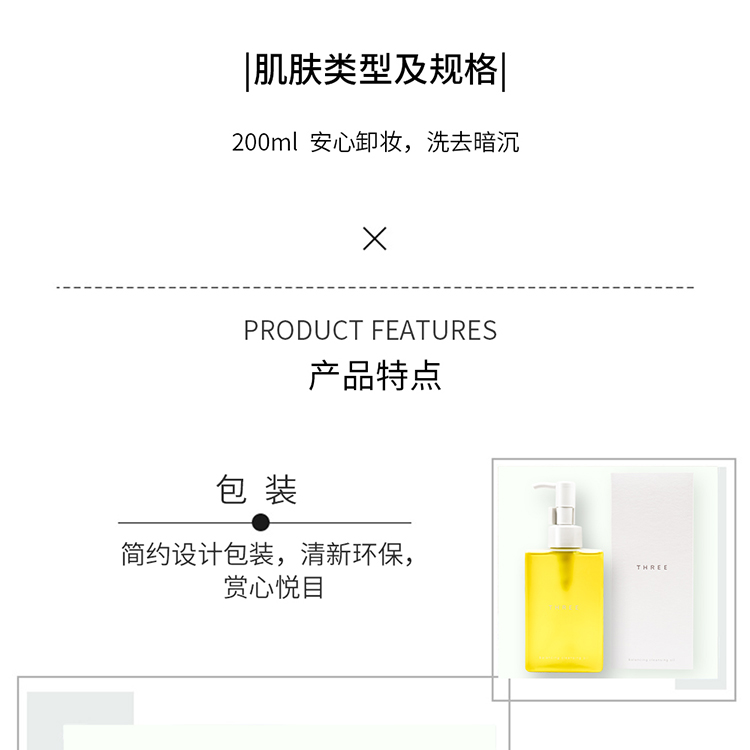 |肌肤类型及规格|
200ml 安心卸妆，洗去暗沉
PRODUCT FEATURES
产品特点
包 装
简约设计包装，清新环保，
赏心悦目
THREE